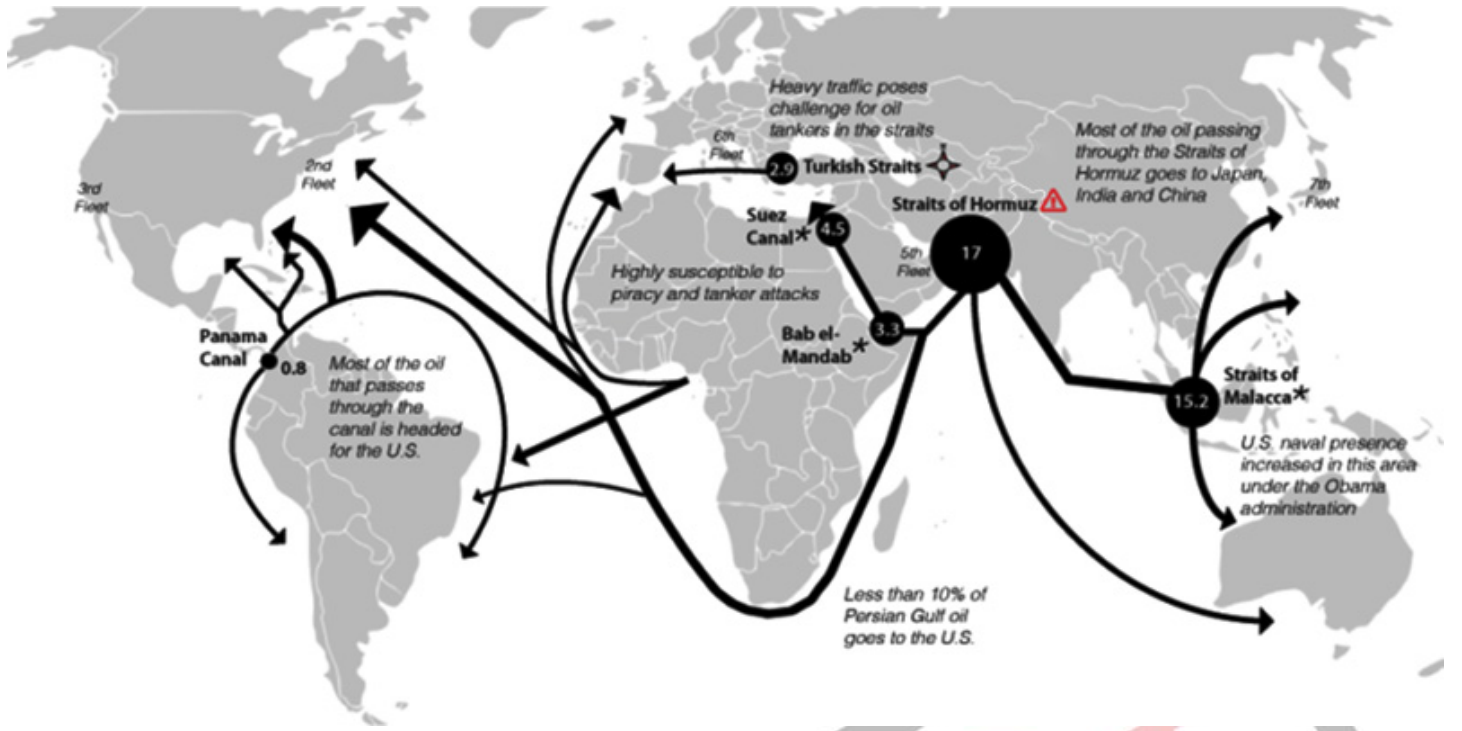 Heavy traffic poses
challenge for oil
tankers in the straits
6th
Fleet
2.9
Turkish Straits
Most of the oil passing
through the Straits of
Hormuz goes to Japan,
India and China
2nd
Fleet
3rd
Fleet
7th
Fleet
Straits of Hormuz
Suez
Canal*
4.5
5th
Fleet
17
Highly susceptible to
piracy and tanker attacks
Bab el-
Mandab*
3.3
Panama
Canal
0.8
Most of the oil
that passes
through the
canal is headed
for the U.S.
Straits of
Malacca*
15.2
U.S. naval presence
increased in this area
under the Obama
administration
Less than 10% of
Persian Gulf oil
goes to the U.S.